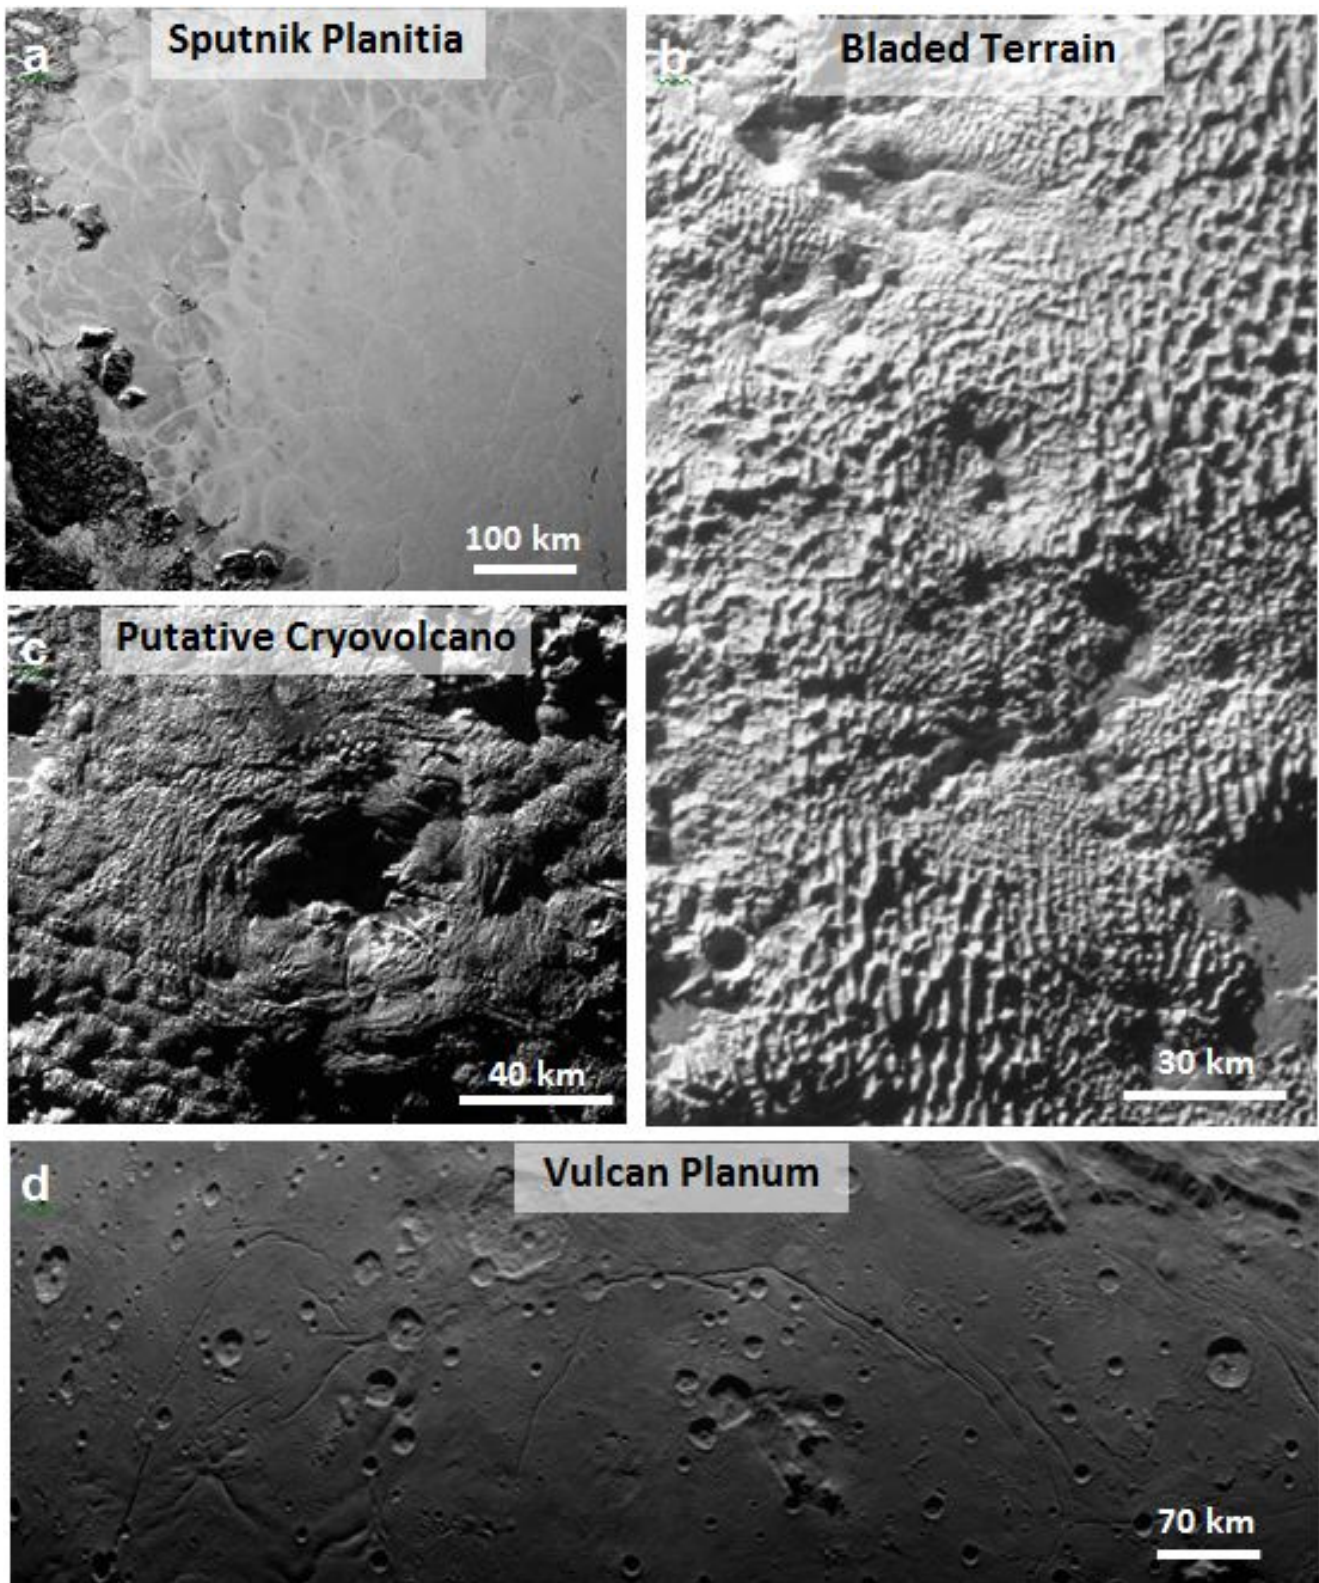 a
Sputnik Planitia
100 km
b
Bladed Terrain
30 km
c
Putative Cryovolcano
40 km
d
Vulcan Planum
70 km